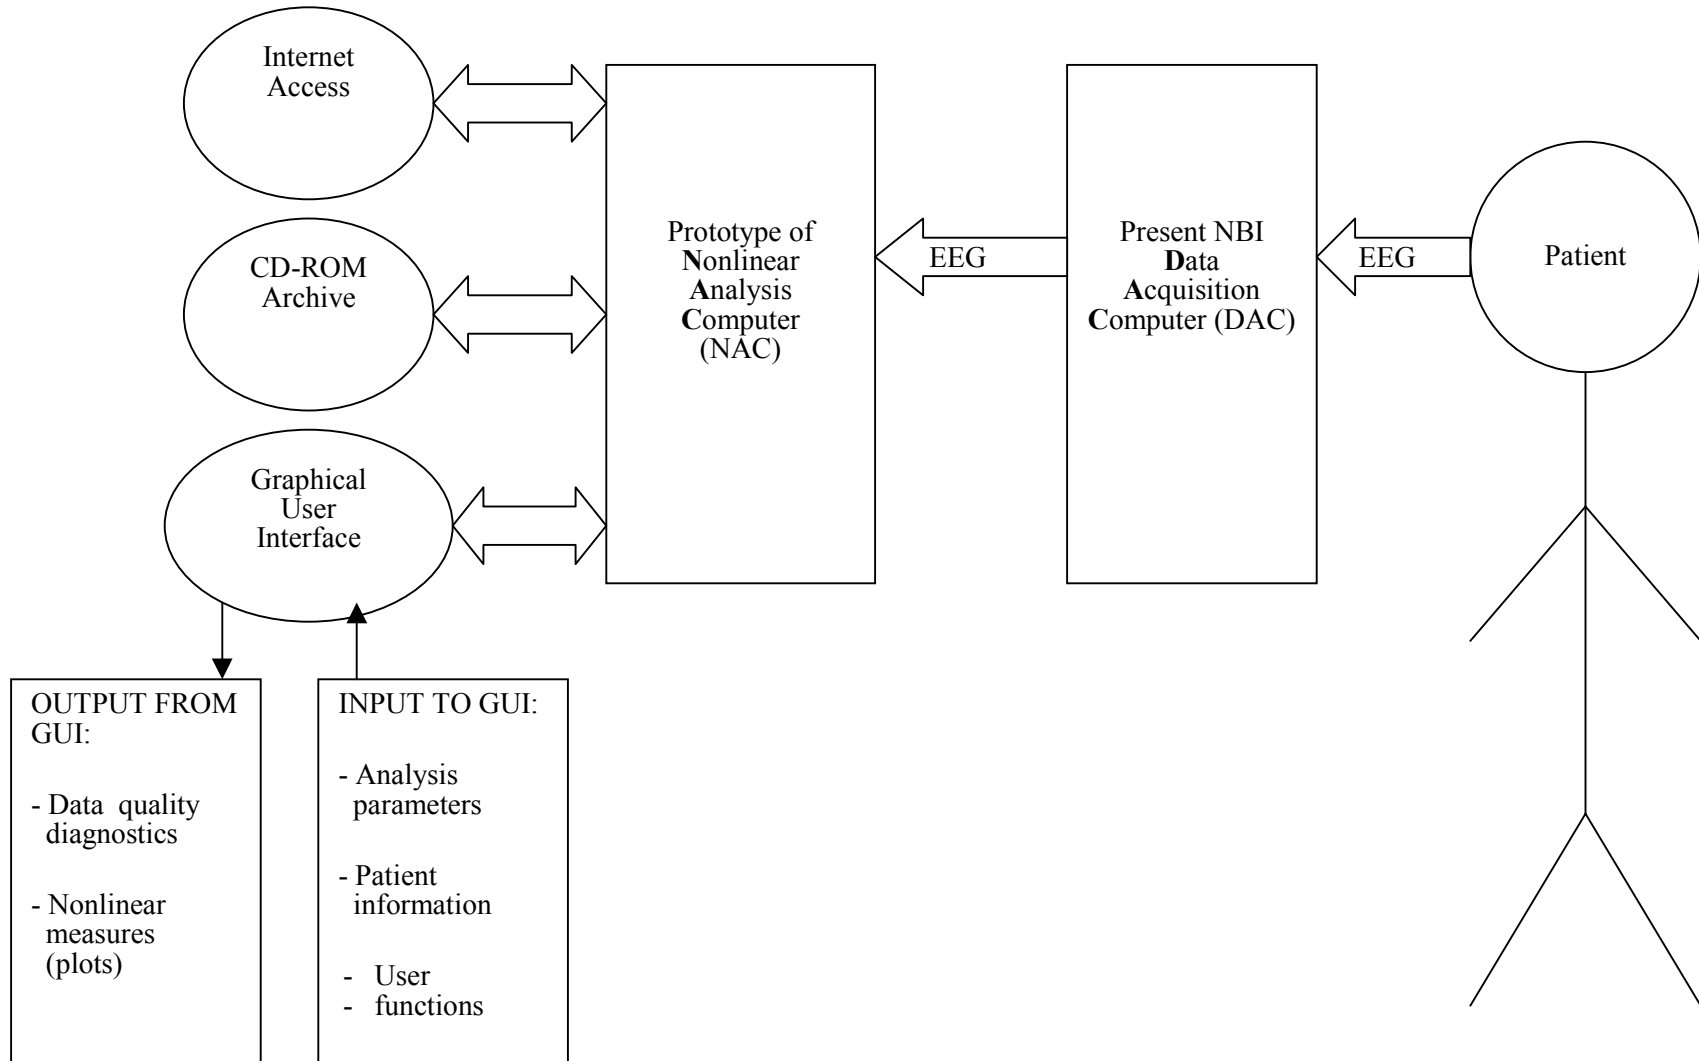 Internet
Access
CD-ROM
Archive
Graphical
User
Interface
Prototype of
Nonlinear
Analysis
Computer
(NAC)
EEG
Present NBI
Data
Acquisition
Computer (DAC)
EEG
Patient
OUTPUT FROM
GUI:
- Data  quality
diagnostics
- Nonlinear
measures
(plots)
INPUT TO GUI:
- Analysis
parameters
- Patient
information
-   User
-   functions